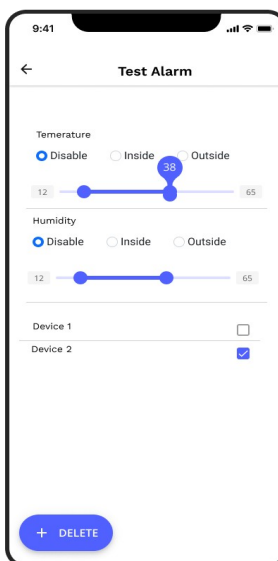 9:41
Test Alarm
Temerature
Disable Inside Outside
38
12 65
Humidity
Disable Inside Outside
12 65
Device 1
Device 2
+ DELETE